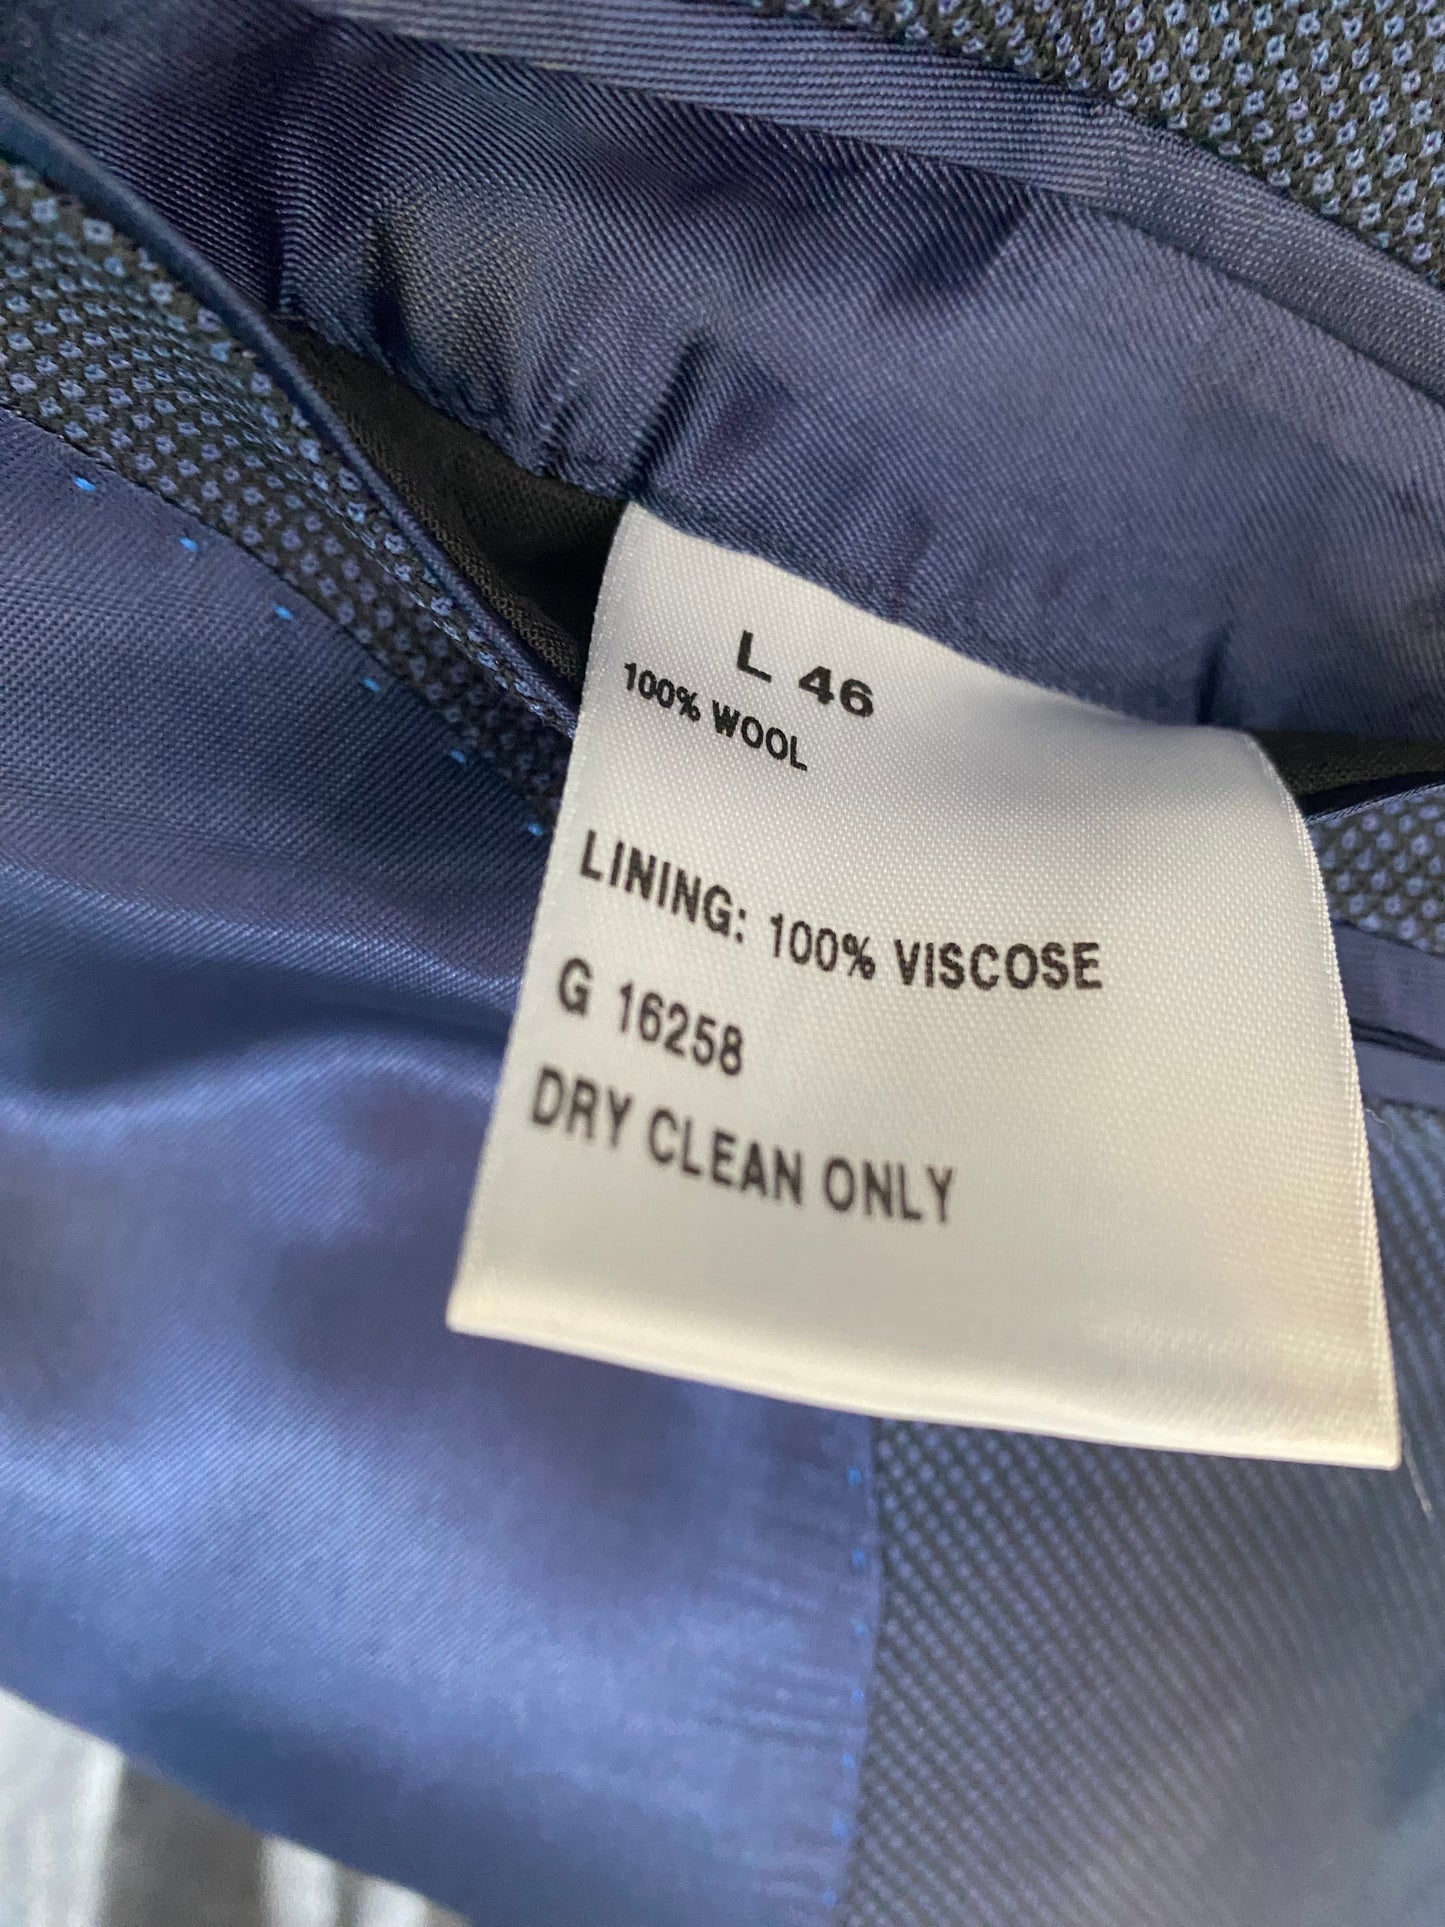 L 46
100% WOOL
LINING: 100% VISCOSE
G 16258
DRY CLEAN ONLY